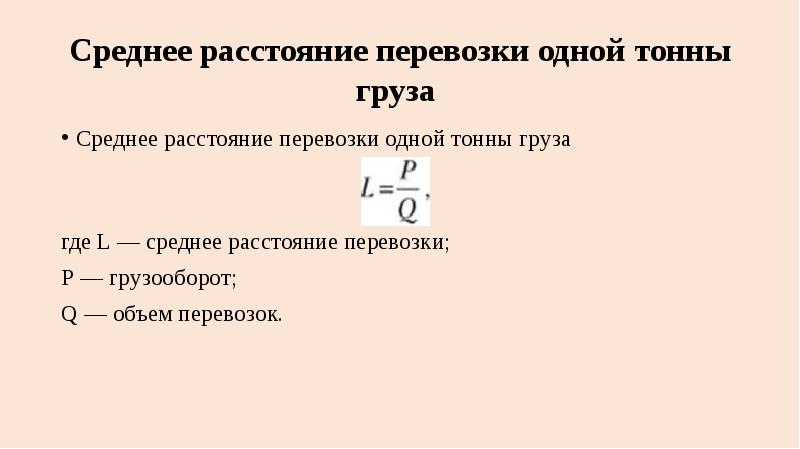 Среднее расстояние перевозки одной тонны
груза
• Среднее расстояние перевозки одной тонны груза
L = P/Q,
где L — среднее расстояние перевозки;
P — грузооборот;
Q — объем перевозок.